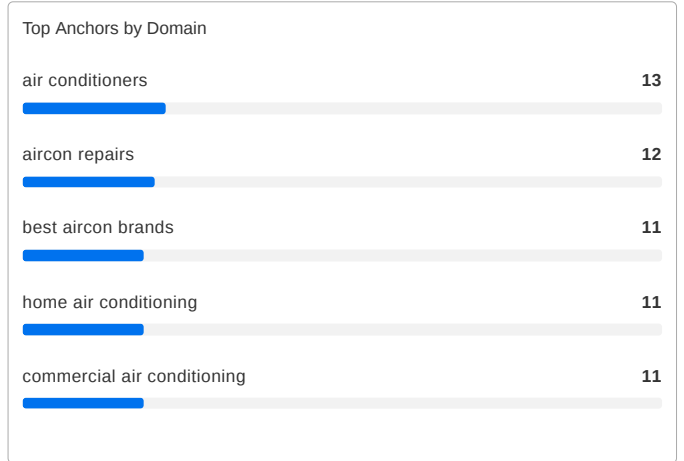 Top Anchors by Domain
air conditioners 13
aircon repairs 12
best aircon brands 11
home air conditioning 11
commercial air conditioning 11